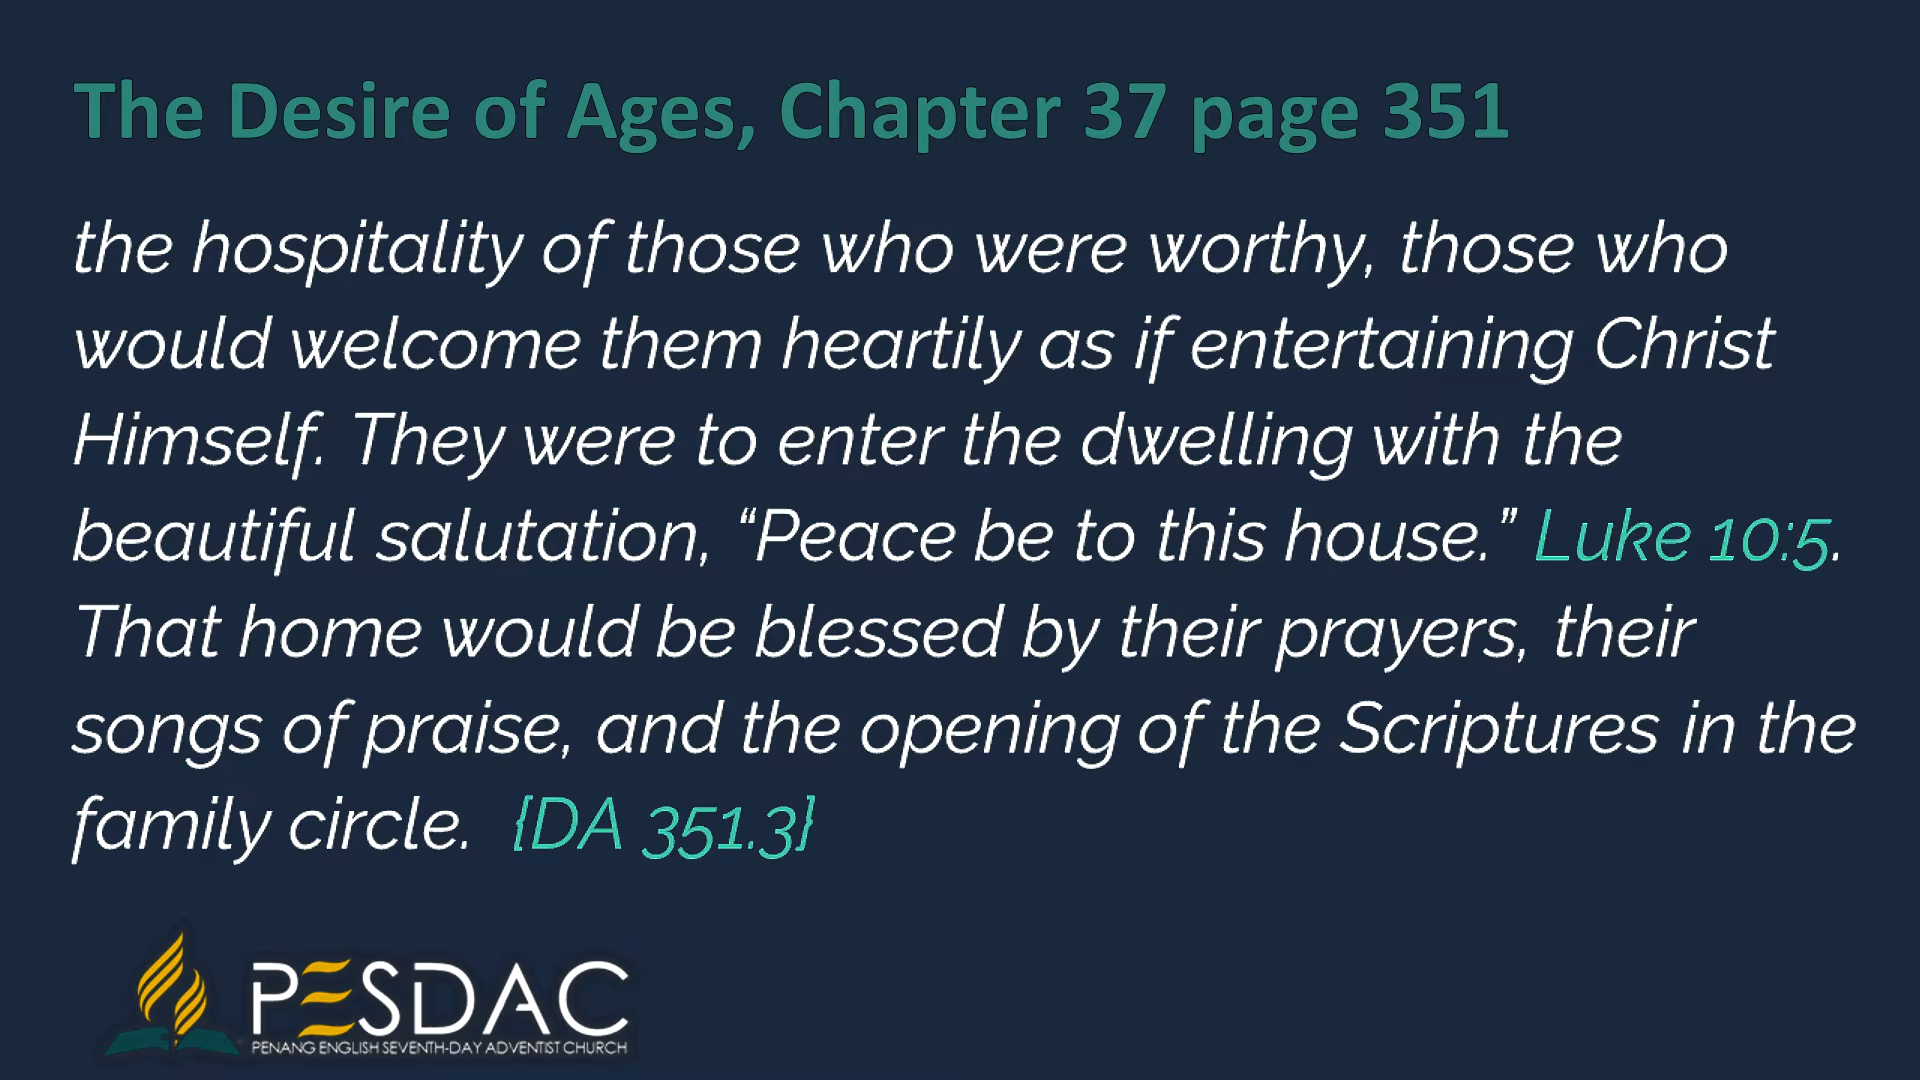 The Desire of Ages, Chapter 37 page 351
the hospitality of those who were worthy, those who
would welcome them heartily as if entertaining Christ
Himself. They were to enter the dwelling with the
beautiful salutation, “Peace be to this house.” Luke 10:5.
That home would be blessed by their prayers, their
songs of praise, and the opening of the Scriptures in the
family circle.  {DA 351.3}
PESDAC
PENANG ENGLISH SEVENTH-DAY ADVENTIST CHURCH